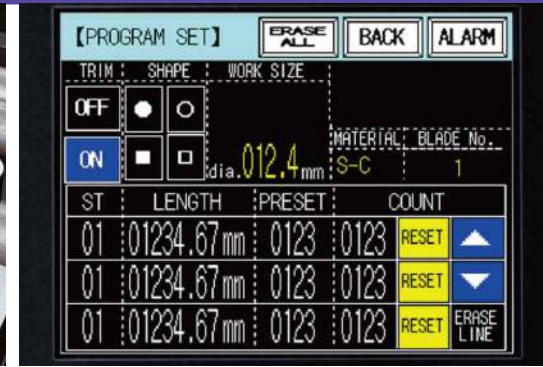 【PROGRAM SET】 ERASE ALL BACK ALARM
TRIM SHAPE WORK SIZE
OFF
MATERIAL BLADE No.
ON dia.012.4mm S-C 1
ST LENGTH PRESET COUNT
01 01234.67mm 0123 0123 RESET
01 01234.67mm 0123 0123 RESET
01 01234.67mm 0123 0123 RESET ERASE LINE